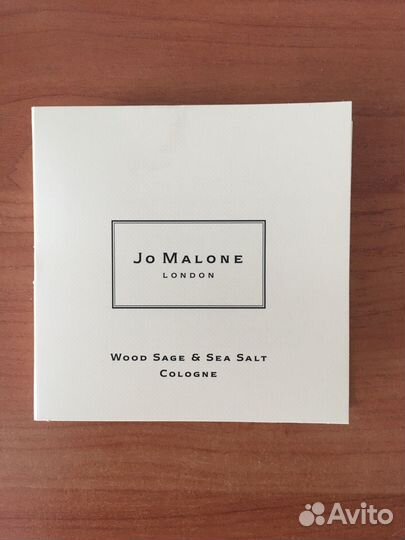 Jo Malone
London
Wood Sage & Sea Salt
Cologne
Avito